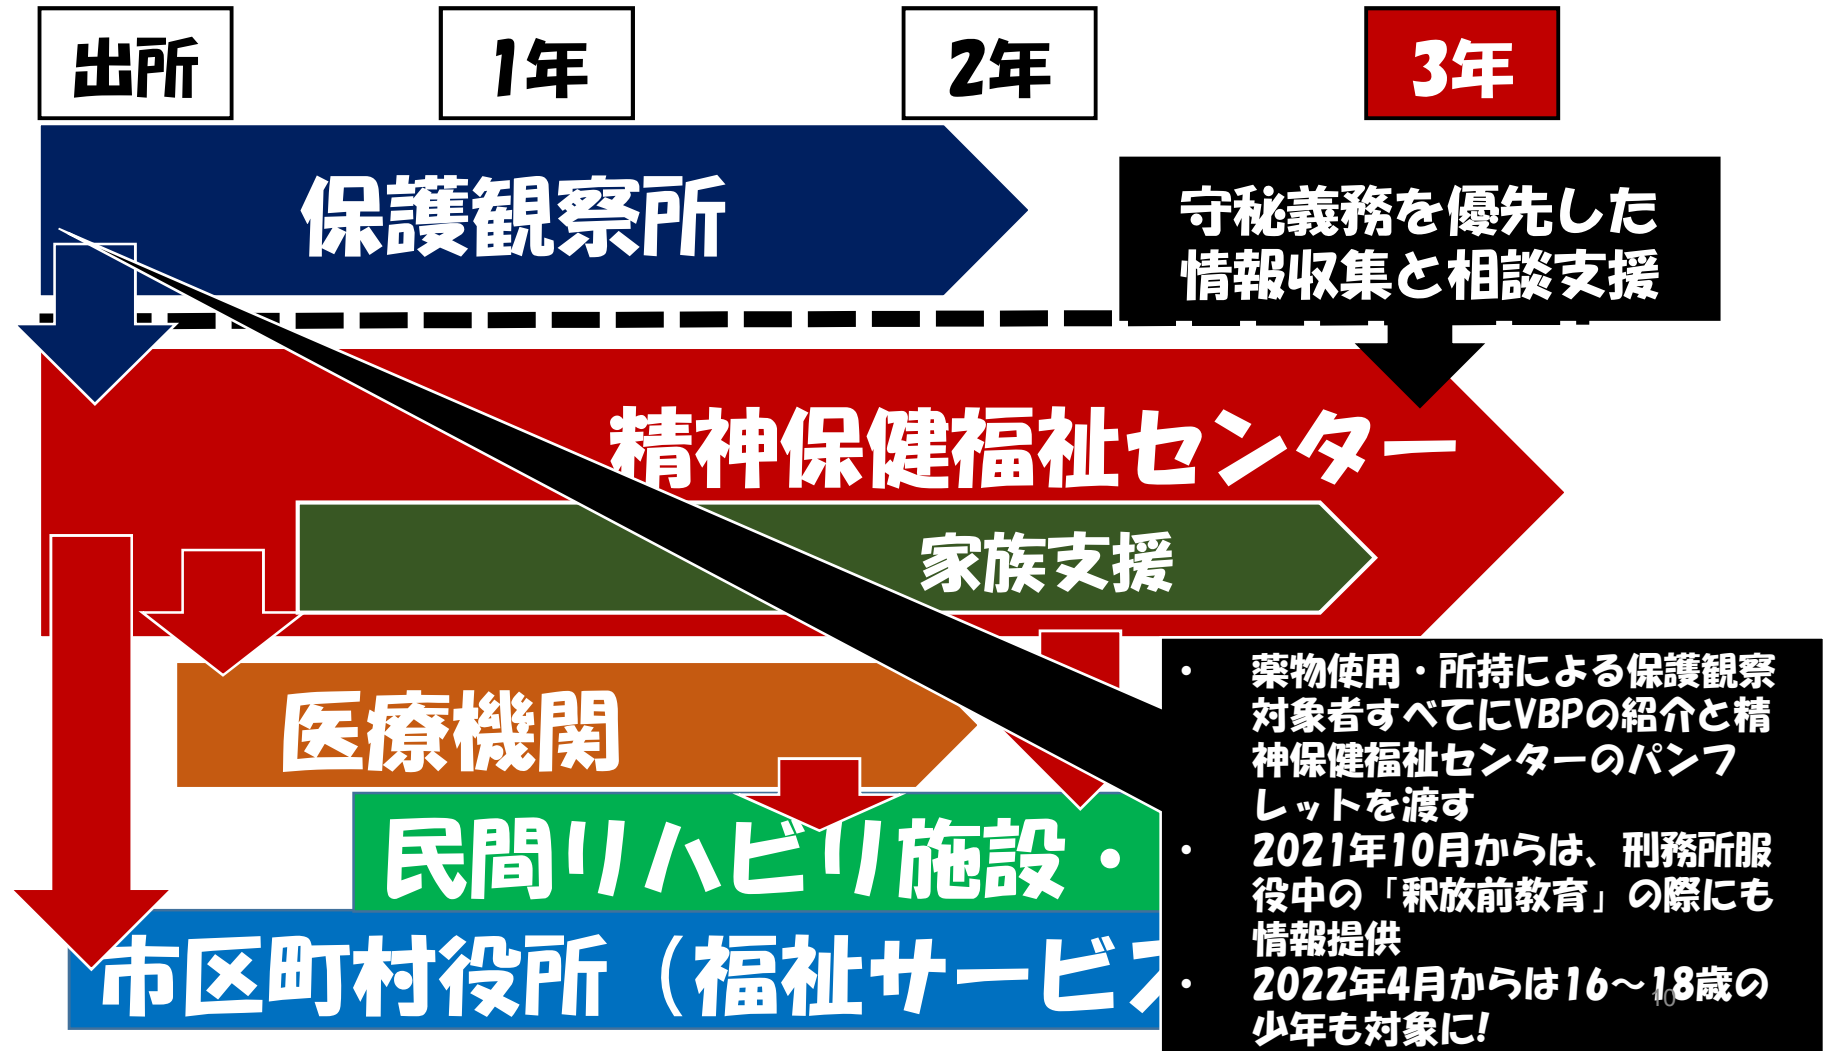 出所
1年
2年
3年
保護観察所
守秘義務を優先した
情報収集と相談支援
精神保健福祉センター
家族支援
医療機関
民間リハビリ施設・
市区町村役所（福祉サービス
・ 薬物使用・所持による保護観察
対象者すべてにVBPの紹介と精
神保健福祉センターのパンフ
レットを渡す
・ 2021年10月からは、刑務所服
役中の「釈放前教育」の際にも
情報提供
・ 2022年4月からは16～18歳の
少年も対象に!
10